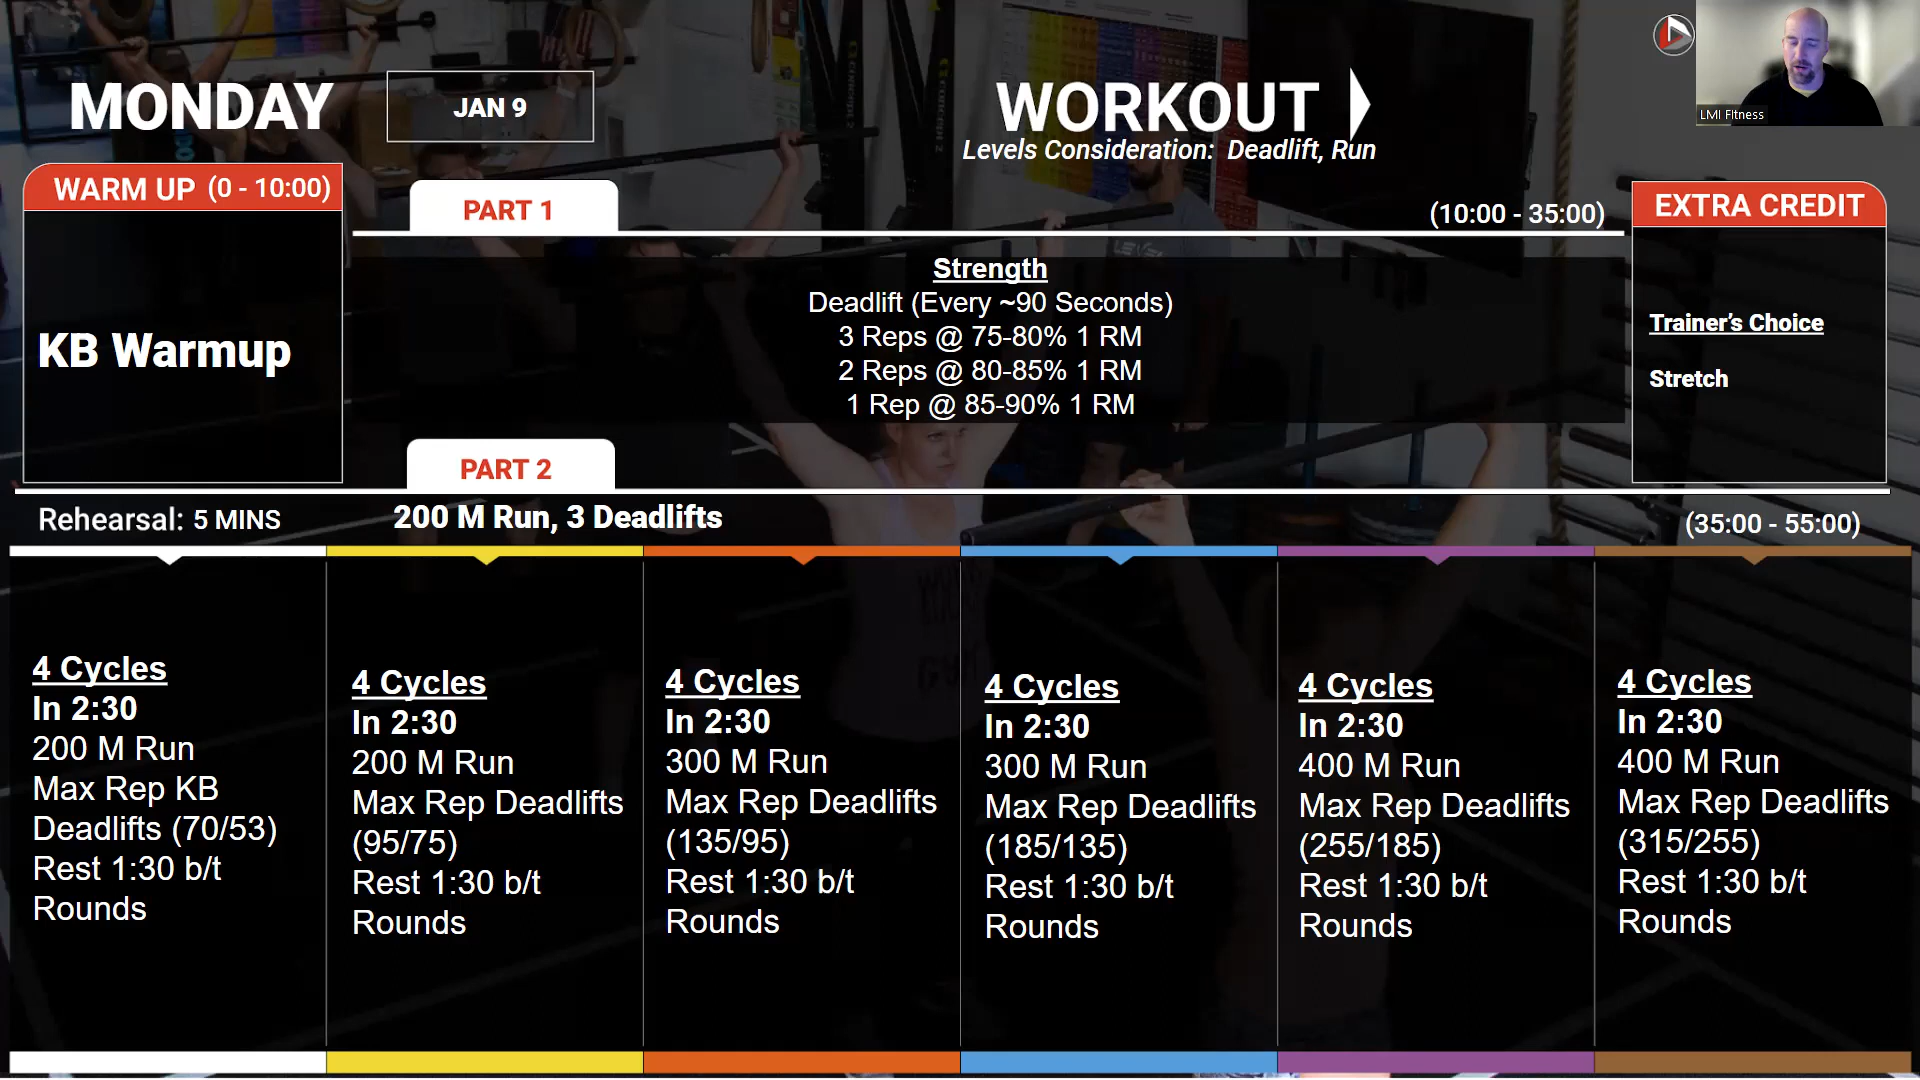 MONDAY
JAN 9
WORKOUT
Levels Consideration: Deadlift, Run
LMI FItness
WARM UP (0 - 10:00)
KB Warmup
PART 1
(10:00 - 35:00)
Strength
Deadlift (Every ~90 Seconds)
3 Reps @ 75-80% 1 RM
2 Reps @ 80-85% 1 RM
1 Rep @ 85-90% 1 RM
EXTRA CREDIT
Trainer's Choice
Stretch
PART 2
Rehearsal: 5 MINS
200 M Run, 3 Deadlifts
(35:00 - 55:00)
4 Cycles
In 2:30
200 M Run
Max Rep KB
Deadlifts (70/53)
Rest 1:30 b/t
Rounds
4 Cycles
In 2:30
200 M Run
Max Rep Deadlifts
(95/75)
Rest 1:30 b/t
Rounds
4 Cycles
In 2:30
300 M Run
Max Rep Deadlifts
(135/95)
Rest 1:30 b/t
Rounds
4 Cycles
In 2:30
300 M Run
Max Rep Deadlifts
(185/135)
Rest 1:30 b/t
Rounds
4 Cycles
In 2:30
400 M Run
Max Rep Deadlifts
(255/185)
Rest 1:30 b/t
Rounds
4 Cycles
In 2:30
400 M Run
Max Rep Deadlifts
(315/255)
Rest 1:30 b/t
Rounds